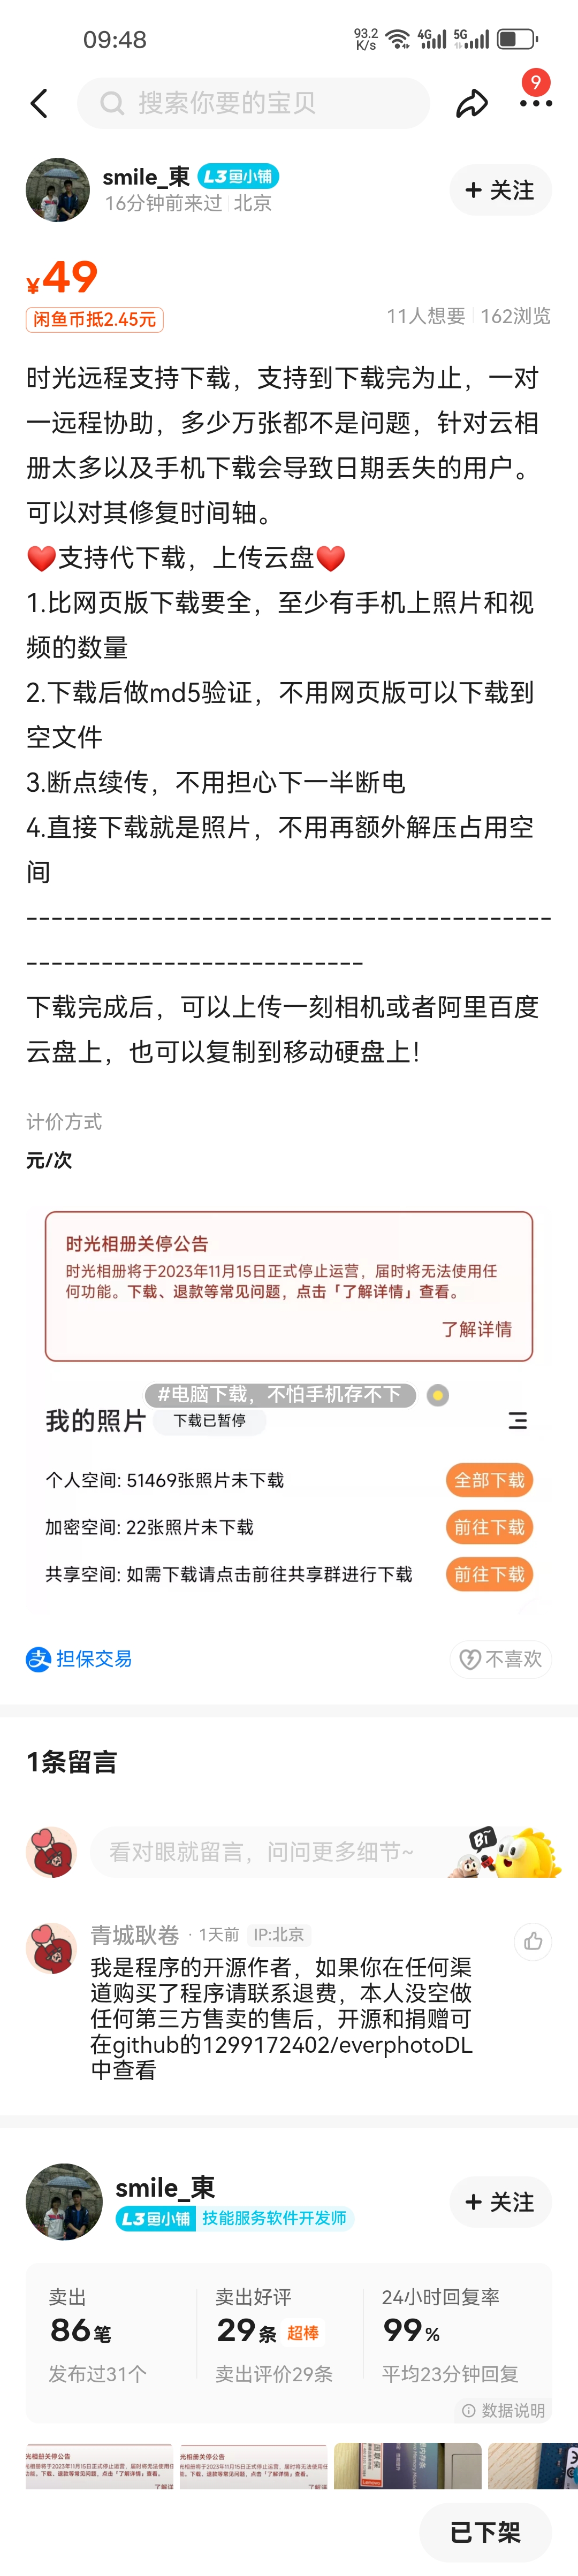 09:48
93.2 K/s 4G 5G
搜索你要的宝贝
9
smile_東 L3 鱼小铺
16分钟前来过 北京
+ 关注
¥49
闲鱼币抵2.45元
11人想要 162浏览
时光远程支持下载，支持到下载完为止，一对
一远程协助，多少万张都不是问题，针对云相
册太多以及手机下载会导致日期丢失的用户。
可以对其修复时间轴。
❤️支持代下载，上传云盘❤️
1.比网页版下载要全，至少有手机上照片和视
频的数量
2.下载后做md5验证，不用网页版可以下载到
空文件
3.断点续传，不用担心下一半断电
4.直接下载就是照片，不用再额外解压占用空
间
------------------------------------------
---------------------------
下载完成后，可以上传一刻相机或者阿里百度
云盘上，也可以复制到移动硬盘上！
计价方式
元/次
时光相册关停公告
时光相册将于2023年11月15日正式停止运营，届时将无法使用任
何功能。下载、退款等常见问题，点击「了解详情」查看。
了解详情
#电脑下载，不怕手机存不下
我的照片 下载已暂停
个人空间: 51469张照片未下载 全部下载
加密空间: 22张照片未下载 前往下载
共享空间: 如需下载请点击前往共享群进行下载 前往下载
支 担保交易
不喜欢
1条留言
看对眼就留言，问问更多细节~
Bi~
青城耿卷 · 1天前 IP:北京
我是程序的开源作者，如果你在任何渠
道购买了程序请联系退费，本人没空做
任何第三方售卖的售后，开源和捐赠可
在github的1299172402/everphotoDL
中查看
smile_東
L3 鱼小铺 技能服务软件开发师
+ 关注
卖出 卖出好评 24小时回复率
86笔 29条 超棒 99%
发布过31个 卖出评价29条 平均23分钟回复
数据说明
光相册关停公告
光相册关停公告
Lenovo
已下架